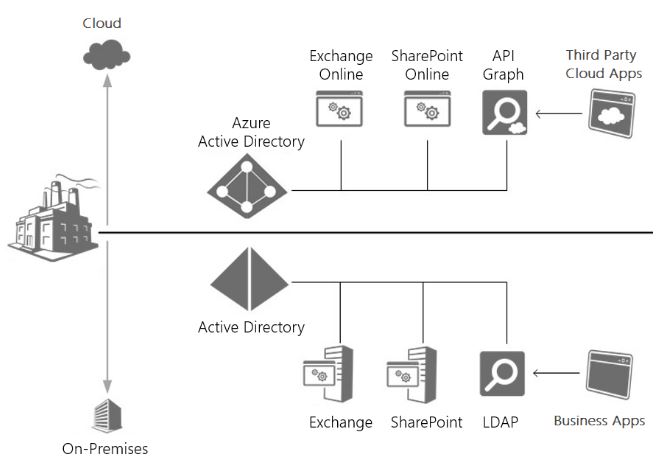 Cloud
Exchange
Online
SharePoint
Online
API
Graph
Third Party
Cloud Apps
Azure
Active Directory
Active Directory
Exchange
SharePoint
LDAP
Business Apps
On-Premises